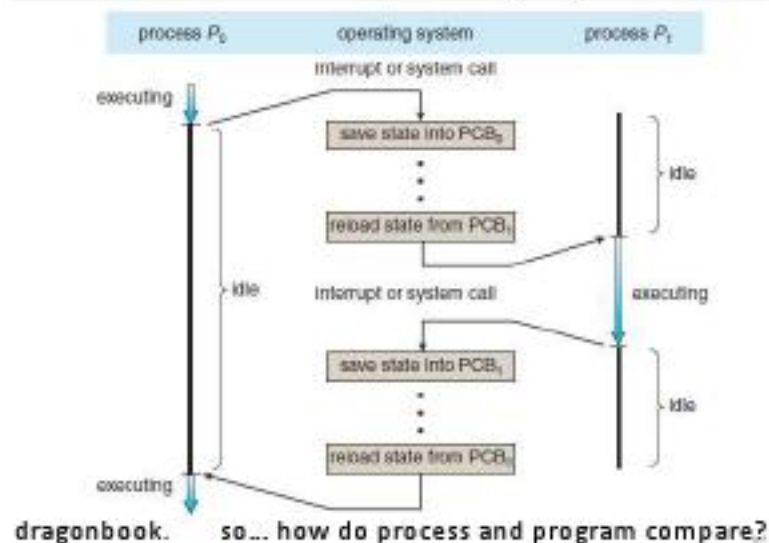 process P₀ operating system process P₁
interrupt or system call
executing
save state into PCB₀
idle
reload state from PCB₁
idle
interrupt or system call
executing
save state into PCB₁
idle
reload state from PCB₀
executing
dragonbook. so... how do process and program compare?